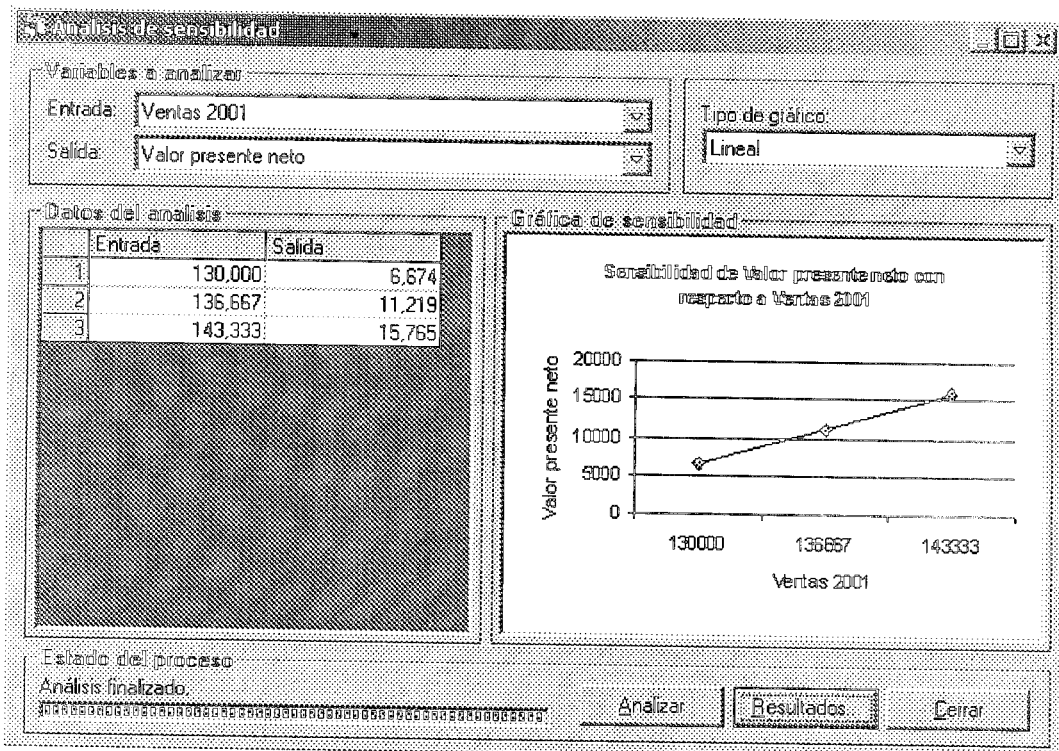 Análisis de sensibilidad
Variables a analizar
Entrada: Ventas 2001
Salida: Valor presente neto
Tipo de gráfico:
Lineal
Datos del analisis
Entrada Salida
1 130,000 6,674
2 136,667 11,219
3 143,333 15,765
Gráfica de sensibilidad
Sensibilidad de Valor presente neto con
respecto a Ventas 2001
Valor presente neto
20000
15000
10000
5000
0
130000 136667 143333
Ventas 2001
Estado del proceso
Análisis finalizado.
Analizar Resultados Cerrar